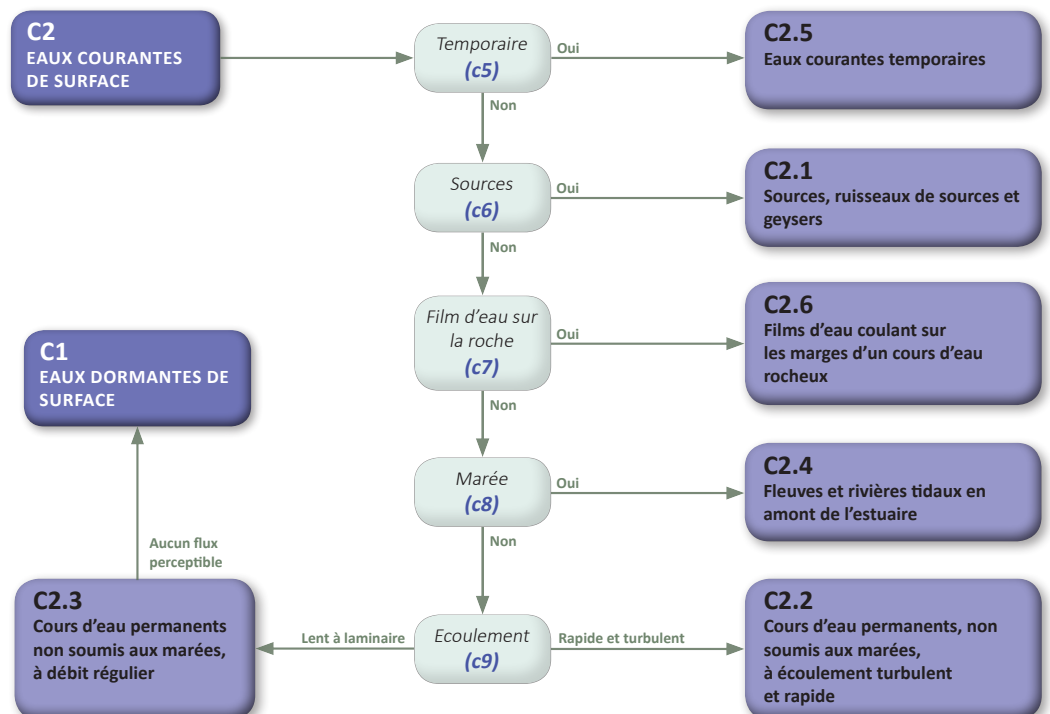 C2
EAUX COURANTES
DE SURFACE
Temporaire
(c5)
Oui
C2.5
Eaux courantes temporaires
Non
Sources
(c6)
Oui
C2.1
Sources, ruisseaux de sources et
geysers
Non
Film d'eau sur
la roche
(c7)
Oui
C2.6
Films d'eau coulant sur
les marges d'un cours d'eau
rocheux
C1
EAUX DORMANTES DE
SURFACE
Non
Marée
(c8)
Oui
C2.4
Fleuves et rivières tidaux en
amont de l'estuaire
Non
Aucun flux
perceptible
C2.3
Cours d'eau permanents
non soumis aux marées,
à débit régulier
Lent à laminaire
Ecoulement
(c9)
Rapide et turbulent
C2.2
Cours d'eau permanents, non
soumis aux marées,
à écoulement turbulent
et rapide